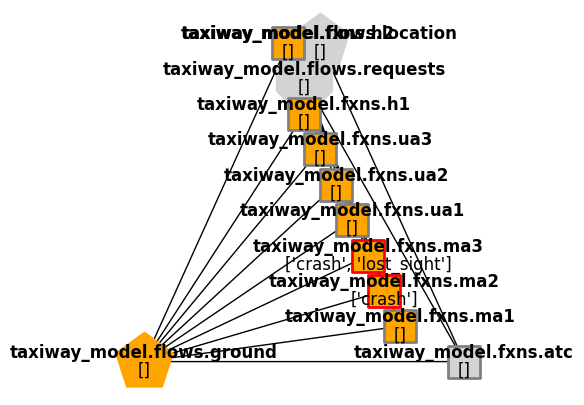 taxiway_model.fxns.h2
[]
taxiway_model.flows.location
[]
taxiway_model.flows.requests
[]
taxiway_model.fxns.h1
[]
taxiway_model.fxns.ua3
[]
taxiway_model.fxns.ua2
[]
taxiway_model.fxns.ua1
[]
taxiway_model.fxns.ma3
['crash', 'lost_sight']
taxiway_model.fxns.ma2
['crash']
taxiway_model.fxns.ma1
[]
taxiway_model.flows.ground
[]
taxiway_model.fxns.atc
[]